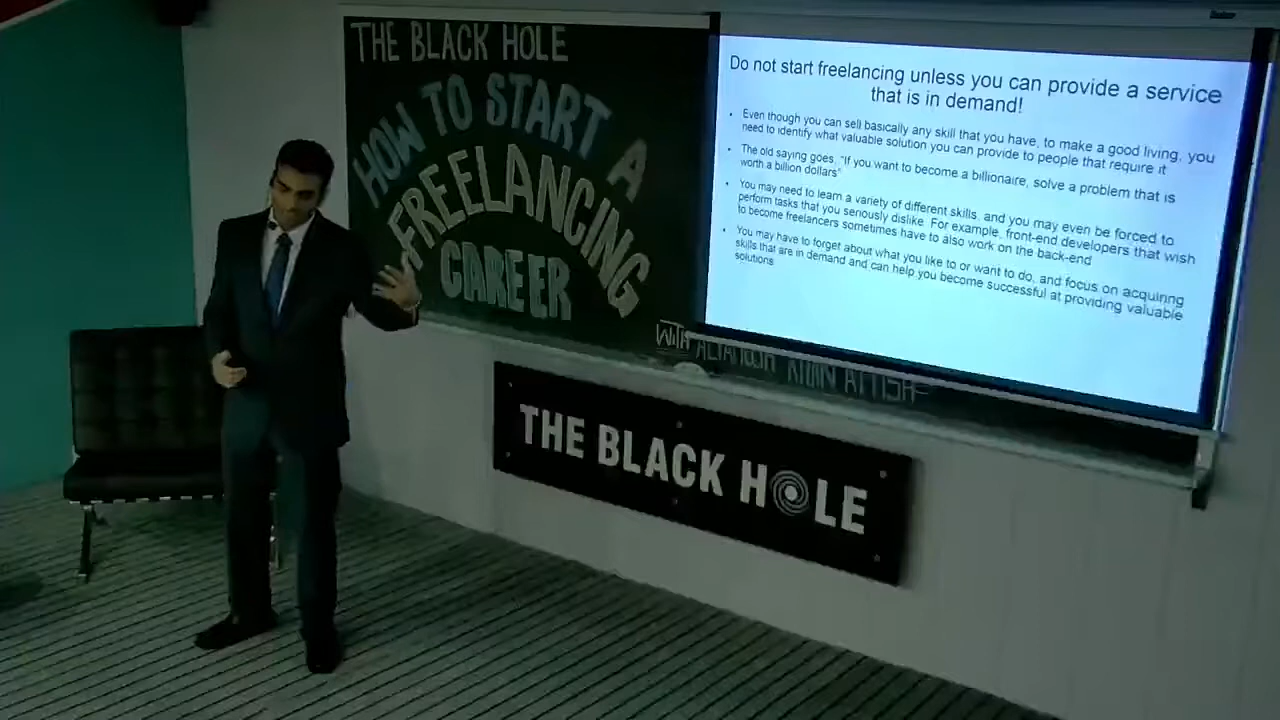 THE BLACK HOLE
HOW TO START A
FREELANCING
CAREER
WITH KHAN
Do not start freelancing unless you can provide a service
that is in demand!
• Even though you can sell basically any skill that you have, to make a good living, you
need to identify what valuable solution you can provide to people that require it
• The old saying goes, "If you want to become a billionaire, solve a problem that is
worth a billion dollars"
• You may need to learn a variety of different skills, and you may even be forced to
perform tasks that you seriously dislike. For example, front-end developers that wish
to become freelancers sometimes have to also work on the back-end
• You may have to forget about what you like to or want to do, and focus on acquiring
skills that are in demand and can help you become successful at providing valuable
solutions
THE BLACK HOLE